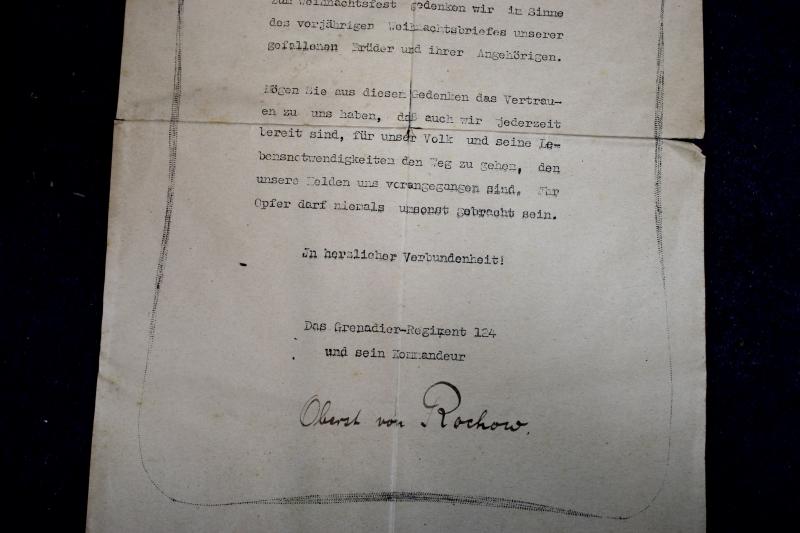 zum Weihnachtsfest gedenken wir im Sinne
des vorjährigen Weihnachtsbriefes unserer
gefallenen Brüder und ihrer Angehörigen.
Mögen Sie aus diesem Gedenken das Vertrau-
en zu uns haben, daß auch wir jederzeit
bereit sind, für unser Volk und seine Le-
bensnotwendigkeiten den Weg zu gehen, den
unsere Helden uns vorangegangen sind. Ihr
Opfer darf niemals umsonst gebracht sein.
In herzlicher Verbundenheit!
Das Grenadier-Regiment 124
und sein Kommandeur
Oberst von Rochow.